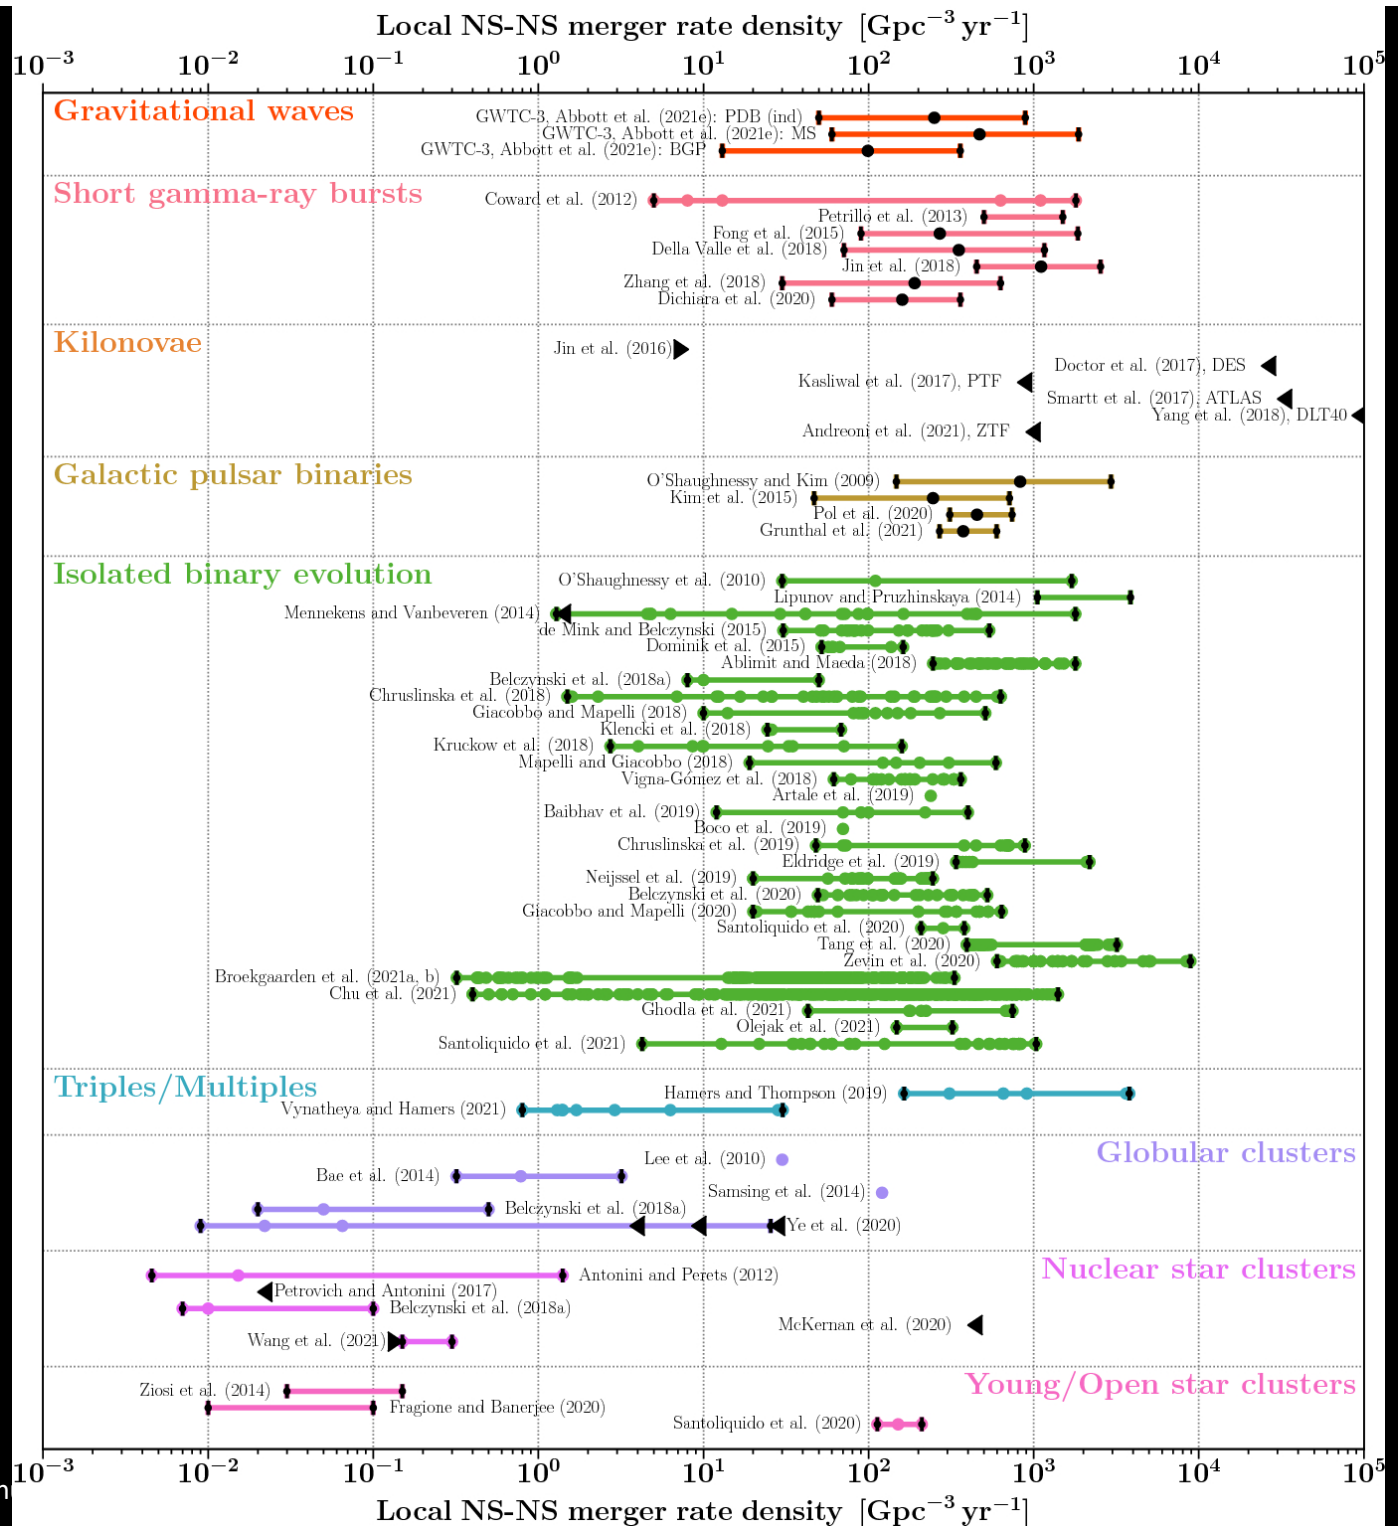 Local NS-NS merger rate density [Gpc⁻³ yr⁻¹]
10⁻³ 10⁻² 10⁻¹ 10⁰ 10¹ 10² 10³ 10⁴ 10⁵
Gravitational waves
GWTC-3, Abbott et al. (2021e): PDB (ind)
GWTC-3, Abbott et al. (2021e): MS
GWTC-3, Abbott et al. (2021e): BGP
Short gamma-ray bursts
Coward et al. (2012)
Petrillo et al. (2013)
Fong et al. (2015)
Della Valle et al. (2018)
Jin et al. (2018)
Zhang et al. (2018)
Dichiara et al. (2020)
Kilonovae
Jin et al. (2016)
Doctor et al. (2017), DES
Kasliwal et al. (2017), PTF
Smartt et al. (2017), ATLAS
Yang et al. (2018), DLT40
Andreoni et al. (2021), ZTF
Galactic pulsar binaries
O'Shaughnessy and Kim (2009)
Kim et al. (2015)
Pol et al. (2020)
Grunthal et al. (2021)
Isolated binary evolution
O'Shaughnessy et al. (2010)
Lipunov and Pruzhinskaya (2014)
Mennekens and Vanbeveren (2014)
de Mink and Belczynski (2015)
Dominik et al. (2015)
Ablimit and Maeda (2018)
Belczynski et al. (2018a)
Chruslinska et al. (2018)
Giacobbo and Mapelli (2018)
Klencki et al. (2018)
Kruckow et al. (2018)
Mapelli and Giacobbo (2018)
Vigna-Gómez et al. (2018)
Artale et al. (2019)
Baibhav et al. (2019)
Boco et al. (2019)
Chruslinska et al. (2019)
Eldridge et al. (2019)
Neijssel et al. (2019)
Belczynski et al. (2020)
Giacobbo and Mapelli (2020)
Santoliquido et al. (2020)
Tang et al. (2020)
Zevin et al. (2020)
Broekgaarden et al. (2021a, b)
Chu et al. (2021)
Ghodla et al. (2021)
Olejak et al. (2021)
Santoliquido et al. (2021)
Triples/Multiples
Hamers and Thompson (2019)
Vynatheya and Hamers (2021)
Globular clusters
Lee et al. (2010)
Bae et al. (2014)
Samsing et al. (2014)
Belczynski et al. (2018a)
Ye et al. (2020)
Nuclear star clusters
Antonini and Perets (2012)
Petrovich and Antonini (2017)
Belczynski et al. (2018a)
McKernan et al. (2020)
Wang et al. (2021)
Young/Open star clusters
Ziosi et al. (2014)
Fragione and Banerjee (2020)
Santoliquido et al. (2020)
10⁻³ 10⁻² 10⁻¹ 10⁰ 10¹ 10² 10³ 10⁴ 10⁵
Local NS-NS merger rate density [Gpc⁻³ yr⁻¹]